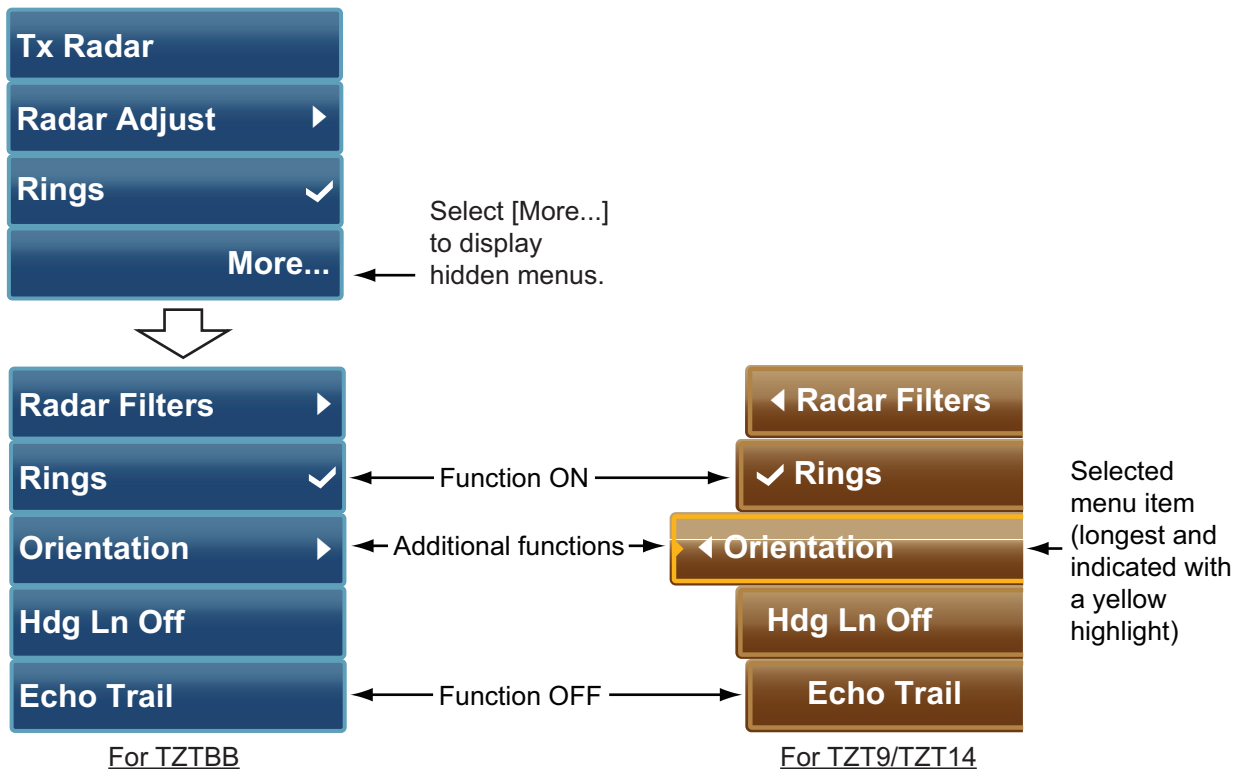 Tx Radar
Radar Adjust
Rings
More...
Select [More...]
to display
hidden menus.
Radar Filters
Rings
Orientation
Hdg Ln Off
Echo Trail
For TZTBB
Function ON
Additional functions
Function OFF
Radar Filters
Rings
Orientation
Hdg Ln Off
Echo Trail
For TZT9/TZT14
Selected
menu item
(longest and
indicated with
a yellow
highlight)